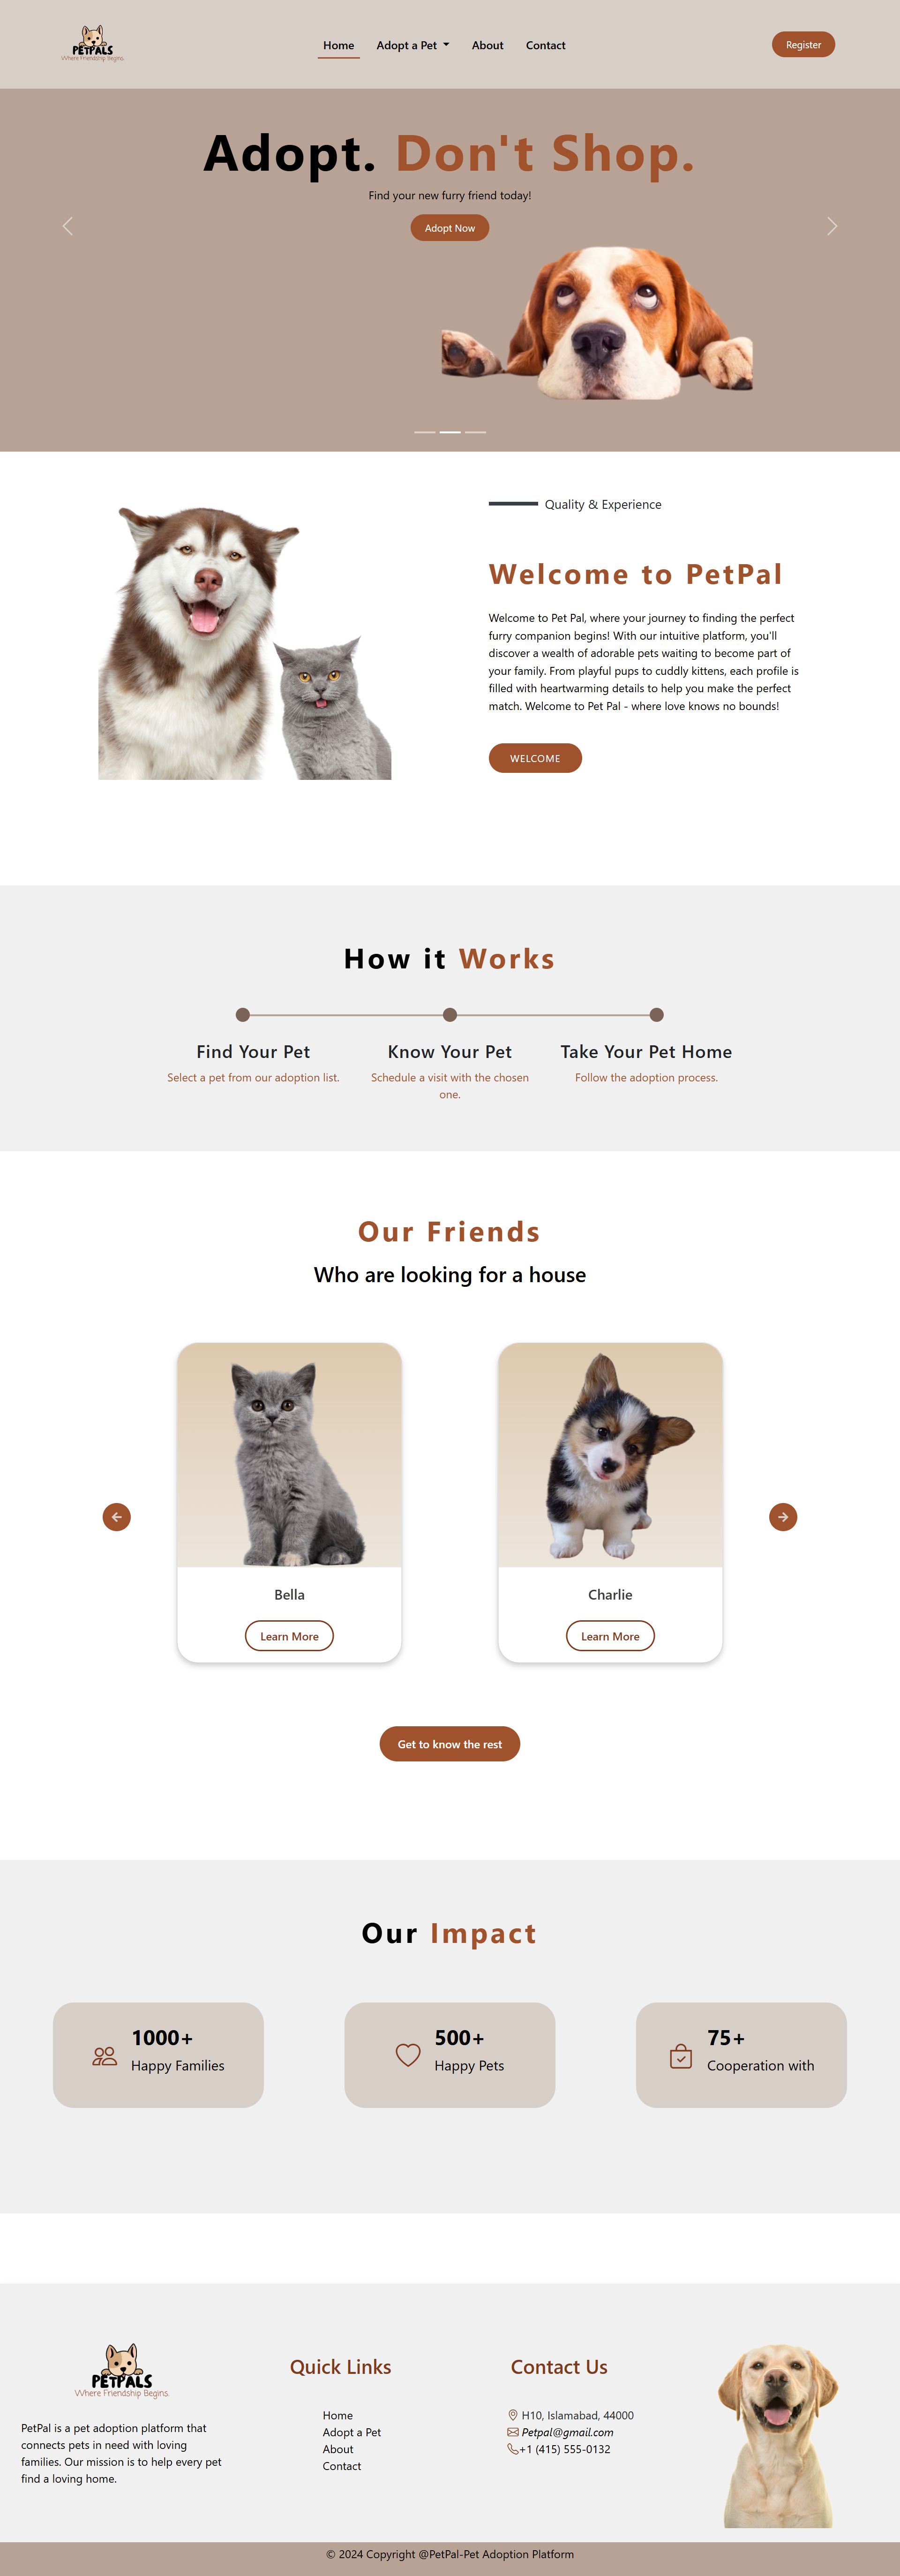 PETPALS
Where Friendship Begins.
Home
Adopt a Pet
About
Contact
Register
Adopt. Don't Shop.
Find your new furry friend today!
Adopt Now
Quality & Experience
Welcome to PetPal
Welcome to Pet Pal, where your journey to finding the perfect
furry companion begins! With our intuitive platform, you'll
discover a wealth of adorable pets waiting to become part of
your family. From playful pups to cuddly kittens, each profile is
filled with heartwarming details to help you make the perfect
match. Welcome to Pet Pal - where love knows no bounds!
WELCOME
How it Works
Find Your Pet
Select a pet from our adoption list.
Know Your Pet
Schedule a visit with the chosen
one.
Take Your Pet Home
Follow the adoption process.
Our Friends
Who are looking for a house
Bella
Learn More
Charlie
Learn More
Get to know the rest
Our Impact
1000+
Happy Families
500+
Happy Pets
75+
Cooperation with
PETPALS
Where Friendship Begins.
PetPal is a pet adoption platform that
connects pets in need with loving
families. Our mission is to help every pet
find a loving home.
Quick Links
Home
Adopt a Pet
About
Contact
Contact Us
H10, Islamabad, 44000
Petpal@gmail.com
+1 (415) 555-0132
© 2024 Copyright @PetPal-Pet Adoption Platform